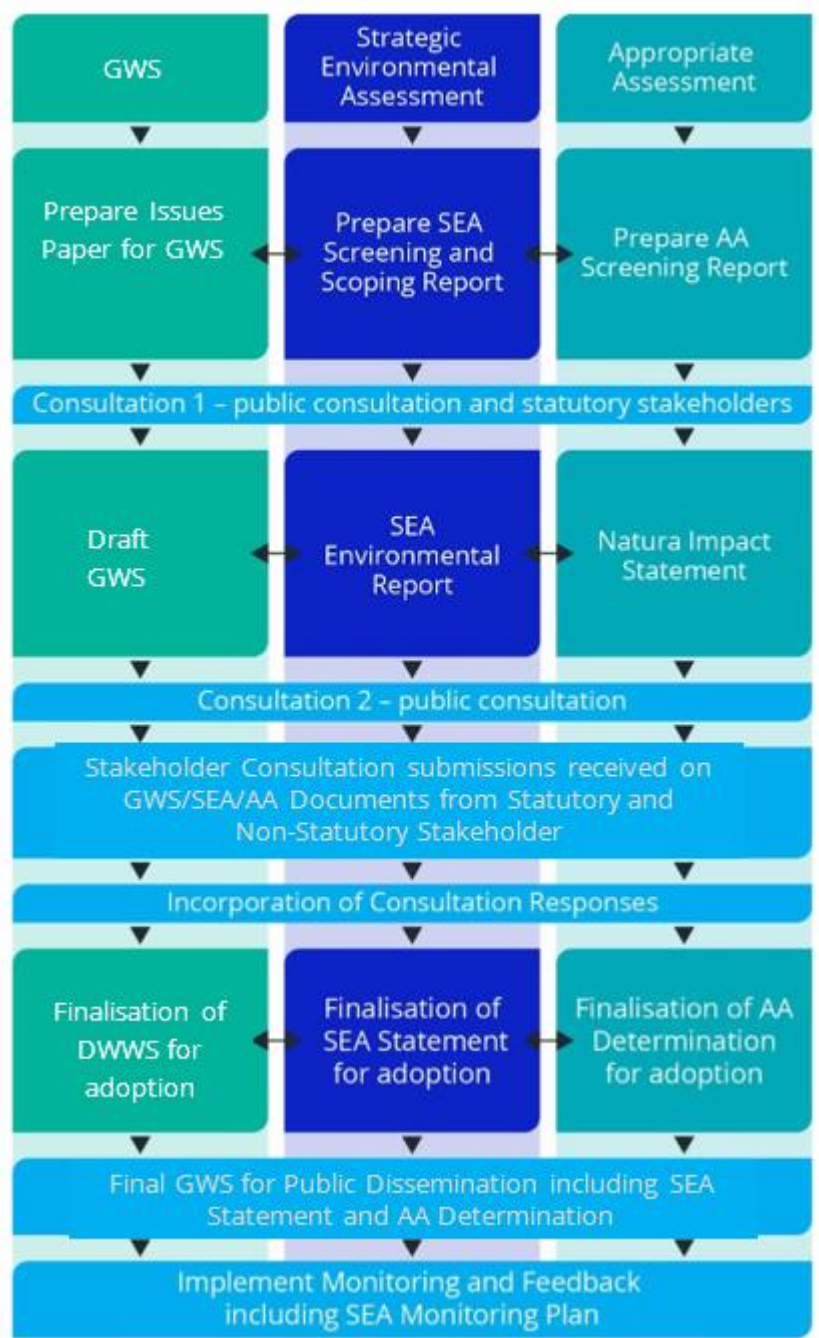 GWS
Strategic
Environmental
Assessment
Appropriate
Assessment
Prepare Issues
Paper for GWS
Prepare SEA
Screening and
Scoping Report
Prepare AA
Screening Report
Consultation 1 – public consultation and statutory stakeholders
Draft
GWS
SEA
Environmental
Report
Natura Impact
Statement
Consultation 2 – public consultation
Stakeholder Consultation submissions received on
GWS/SEA/AA Documents from Statutory and
Non-Statutory Stakeholder
Incorporation of Consultation Responses
Finalisation of
DWWS for
adoption
Finalisation of
SEA Statement
for adoption
Finalisation of AA
Determination
for adoption
Final GWS for Public Dissemination including SEA
Statement and AA Determination
Implement Monitoring and Feedback
including SEA Monitoring Plan